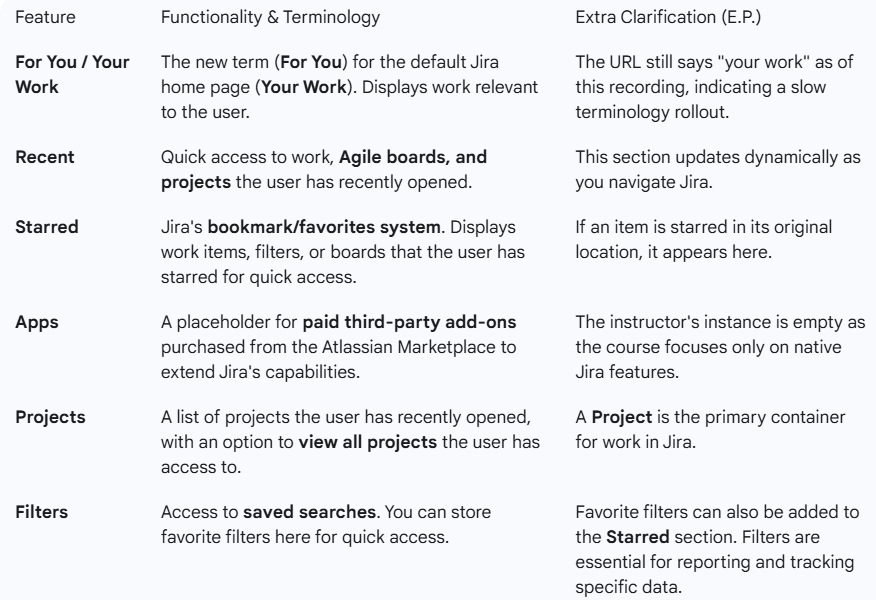 Feature Functionality & Terminology Extra Clarification (E.P.)
For You / Your The new term (For You) for the default Jira The URL still says "your work" as of
Work home page (Your Work). Displays work relevant this recording, indicating a slow
to the user. terminology rollout.
Recent Quick access to work, Agile boards, and This section updates dynamically as
projects the user has recently opened. you navigate Jira.
Starred Jira's bookmark/favorites system. Displays If an item is starred in its original
work items, filters, or boards that the user has location, it appears here.
starred for quick access.
Apps A placeholder for paid third-party add-ons The instructor's instance is empty as
purchased from the Atlassian Marketplace to the course focuses only on native
extend Jira's capabilities. Jira features.
Projects A list of projects the user has recently opened, A Project is the primary container
with an option to view all projects the user has for work in Jira.
access to.
Filters Access to saved searches. You can store Favorite filters can also be added to
favorite filters here for quick access. the Starred section. Filters are
essential for reporting and tracking
specific data.